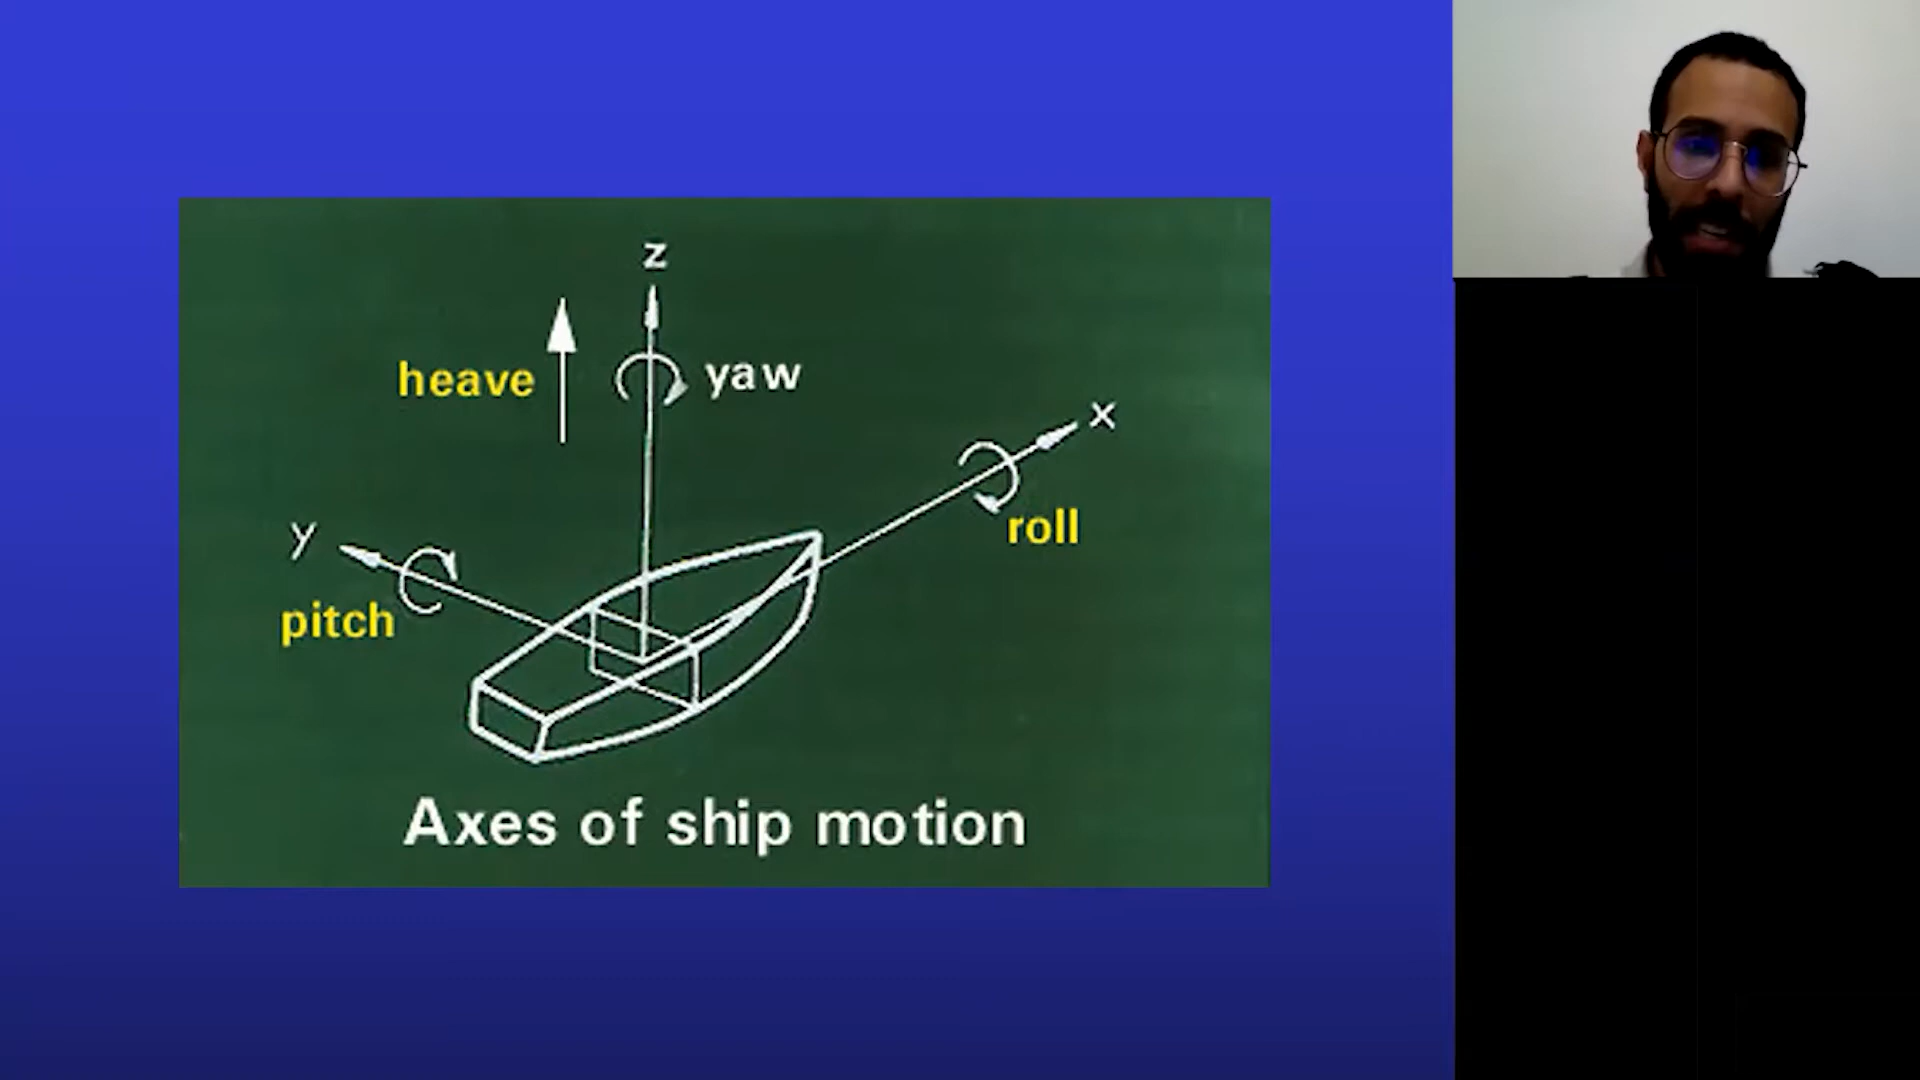 z
heave
yaw
x
roll
y
pitch
Axes of ship motion